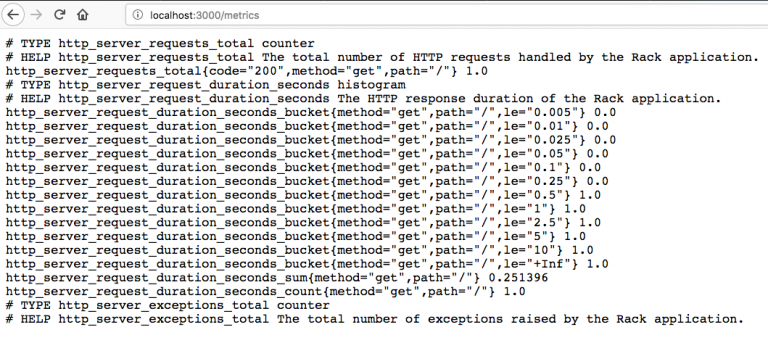 localhost:3000/metrics
# TYPE http_server_requests_total counter
# HELP http_server_requests_total The total number of HTTP requests handled by the Rack application.
http_server_requests_total{code="200",method="get",path="/"} 1.0
# TYPE http_server_request_duration_seconds histogram
# HELP http_server_request_duration_seconds The HTTP response duration of the Rack application.
http_server_request_duration_seconds_bucket{method="get",path="/",le="0.005"} 0.0
http_server_request_duration_seconds_bucket{method="get",path="/",le="0.01"} 0.0
http_server_request_duration_seconds_bucket{method="get",path="/",le="0.025"} 0.0
http_server_request_duration_seconds_bucket{method="get",path="/",le="0.05"} 0.0
http_server_request_duration_seconds_bucket{method="get",path="/",le="0.1"} 0.0
http_server_request_duration_seconds_bucket{method="get",path="/",le="0.25"} 0.0
http_server_request_duration_seconds_bucket{method="get",path="/",le="0.5"} 1.0
http_server_request_duration_seconds_bucket{method="get",path="/",le="1"} 1.0
http_server_request_duration_seconds_bucket{method="get",path="/",le="2.5"} 1.0
http_server_request_duration_seconds_bucket{method="get",path="/",le="5"} 1.0
http_server_request_duration_seconds_bucket{method="get",path="/",le="10"} 1.0
http_server_request_duration_seconds_bucket{method="get",path="/",le="+Inf"} 1.0
http_server_request_duration_seconds_sum{method="get",path="/"} 0.251396
http_server_request_duration_seconds_count{method="get",path="/"} 1.0
# TYPE http_server_exceptions_total counter
# HELP http_server_exceptions_total The total number of exceptions raised by the Rack application.